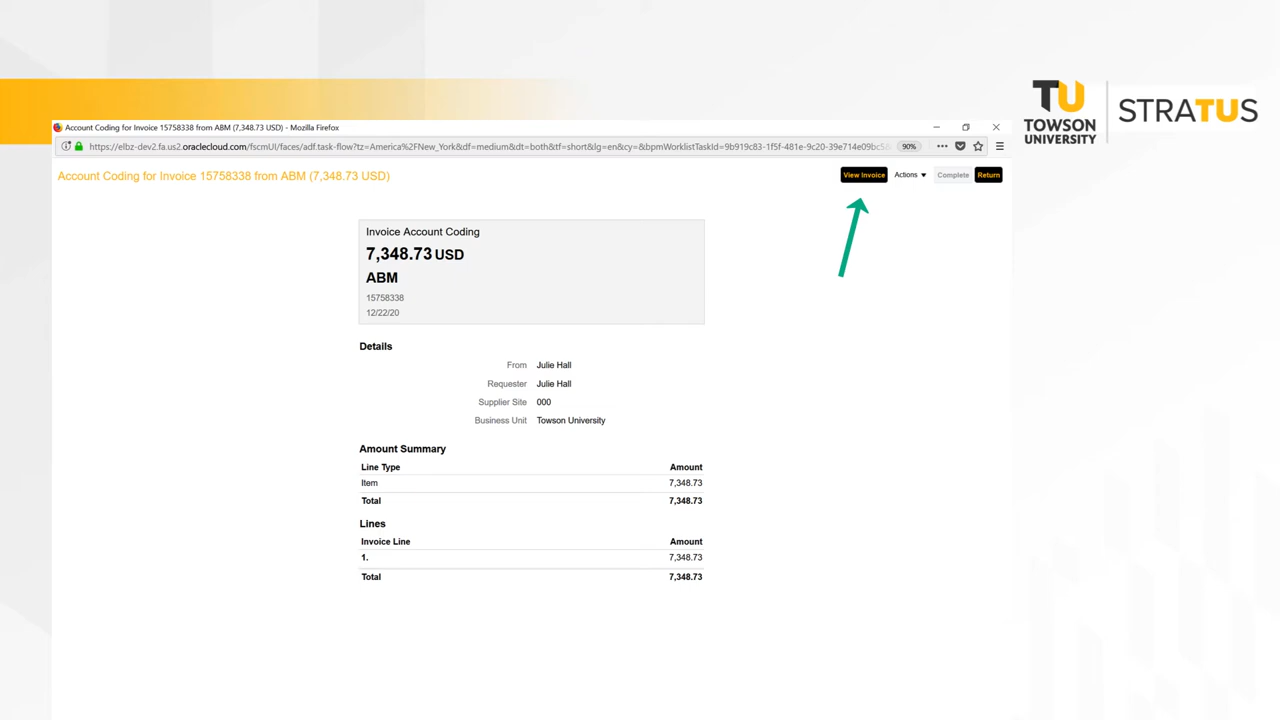 TU
TOWSON
UNIVERSITY
STRATUS
Account Coding for Invoice 15758338 from ABM (7,348.73 USD) - Mozilla Firefox
https://elbz-dev2.fa.us2.oraclecloud.com/fscmUI/faces/adf.task-flow?tz=America%2FNew_York&df=medium&dt=both&tf=short&lg=en&cy=&bpmWorklistTaskId=9b919c83-1f5f-481e-9c20-39e714e09bc58 90%
Account Coding for Invoice 15758338 from ABM (7,348.73 USD)
View Invoice Actions Complete Return
Invoice Account Coding
7,348.73 USD
ABM
15758338
12/22/20
Details
From Julie Hall
Requester Julie Hall
Supplier Site 000
Business Unit Towson University
Amount Summary
Line Type Amount
Item 7,348.73
Total 7,348.73
Lines
Invoice Line Amount
1. 7,348.73
Total 7,348.73